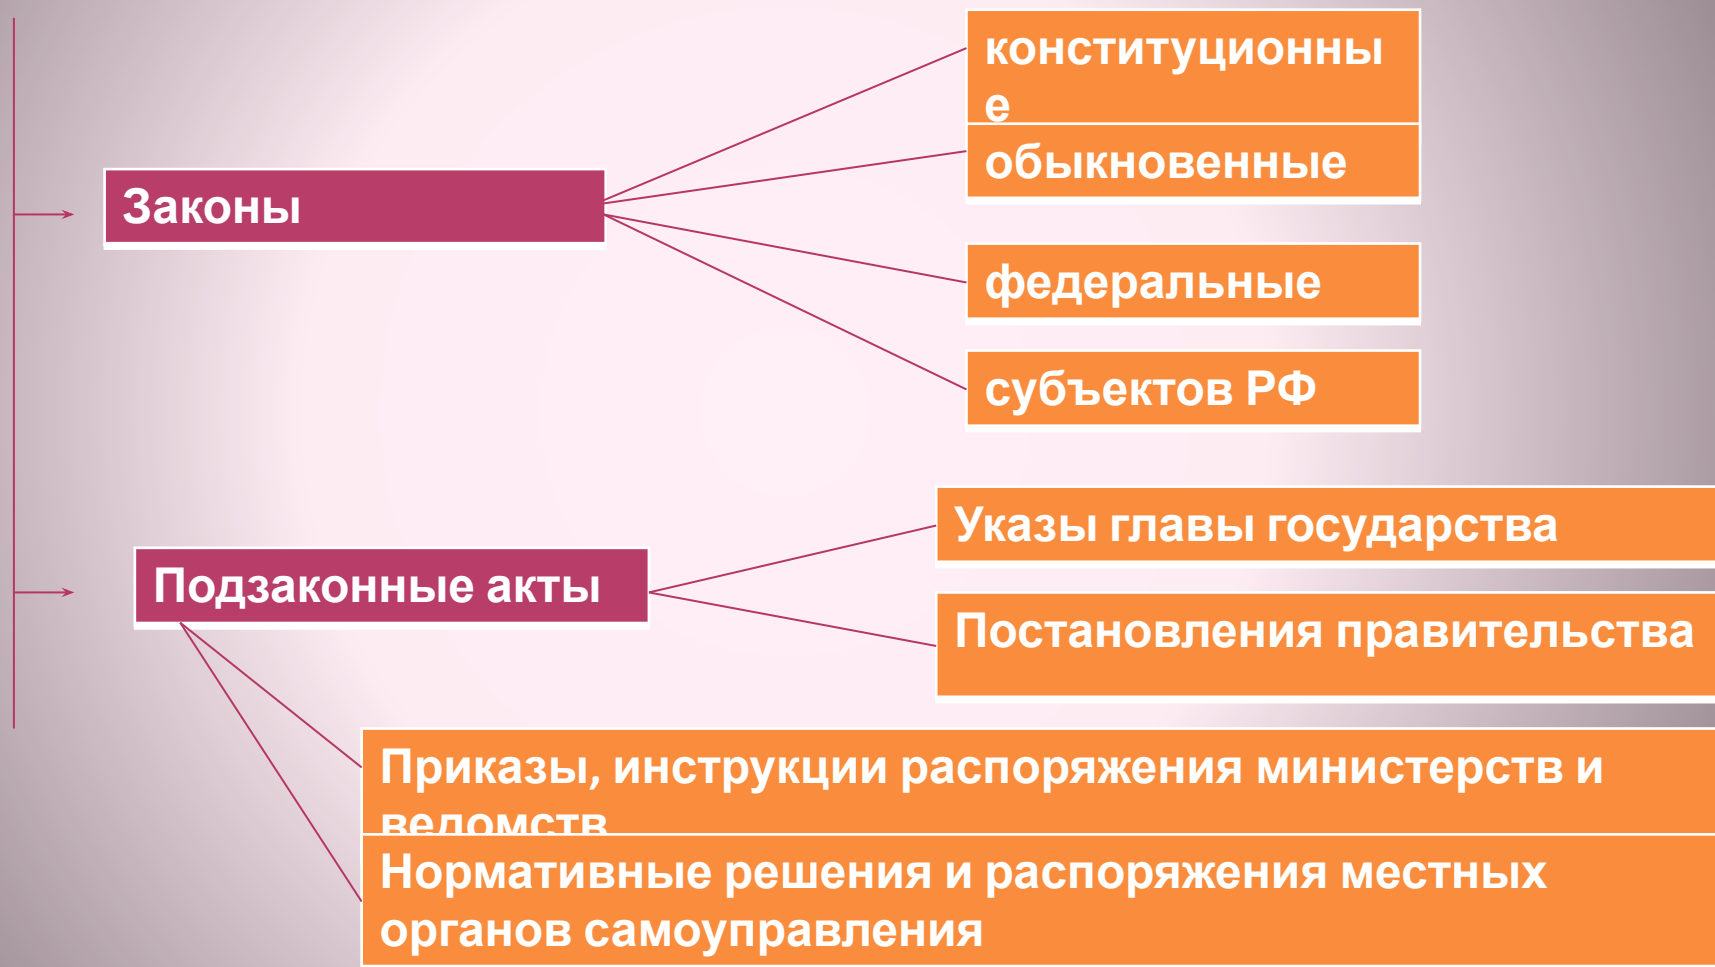 конституционны
е
обыкновенные
Законы
федеральные
субъектов РФ
Указы главы государства
Подзаконные акты
Постановления правительства
Приказы, инструкции распоряжения министерств и
ведомств
Нормативные решения и распоряжения местных
органов самоуправления